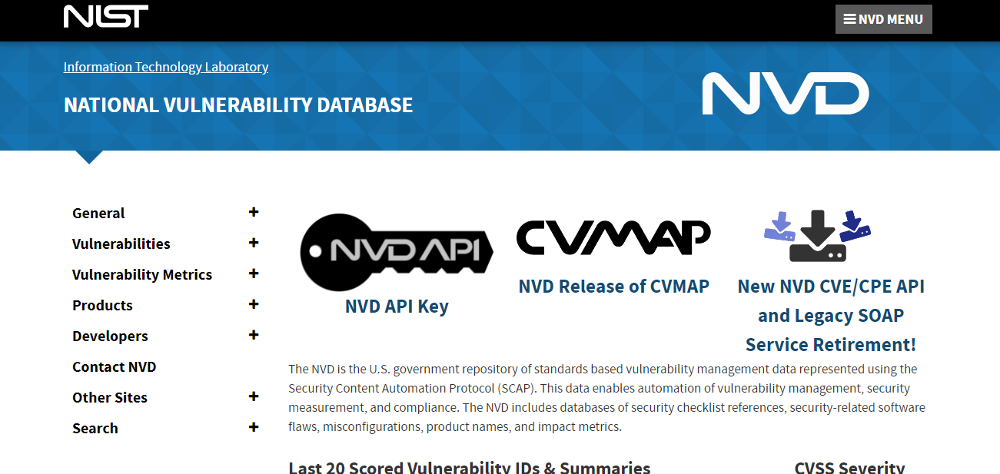 NIST
NVD MENU
Information Technology Laboratory
NATIONAL VULNERABILITY DATABASE
NVD
General
Vulnerabilities
Vulnerability Metrics
Products
Developers
Contact NVD
Other Sites
Search
NVD API
NVD API Key
CVMAP
NVD Release of CVMAP
New NVD CVE/CPE API
and Legacy SOAP
Service Retirement!
The NVD is the U.S. government repository of standards based vulnerability management data represented using the
Security Content Automation Protocol (SCAP). This data enables automation of vulnerability management, security
measurement, and compliance. The NVD includes databases of security checklist references, security-related software
flaws, misconfigurations, product names, and impact metrics.
Last 20 Scored Vulnerability IDs & Summaries
CVSS Severity